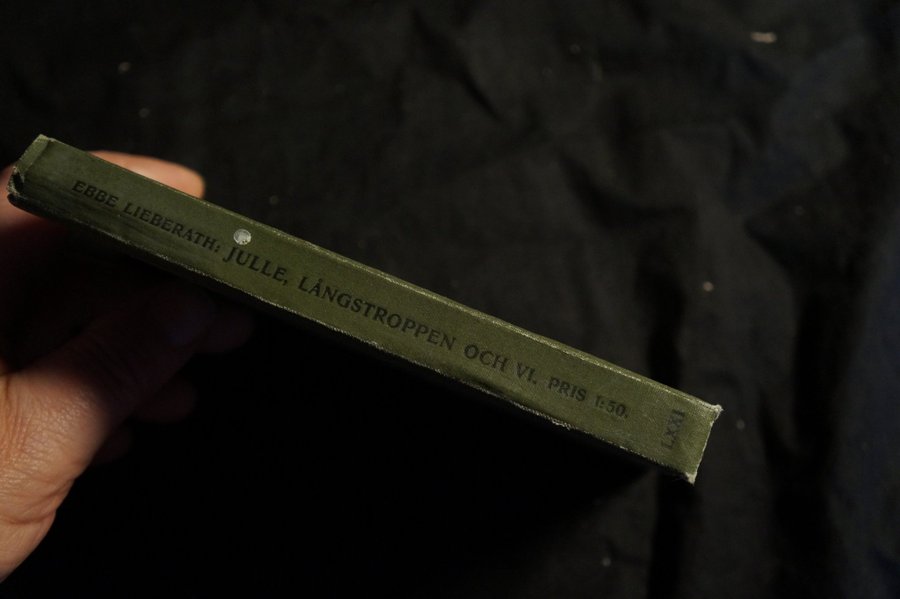 EBBE LIEBERATH: JULLE, LÅNGSTROPPEN OCH VI. PRIS 1:50.
LXXI